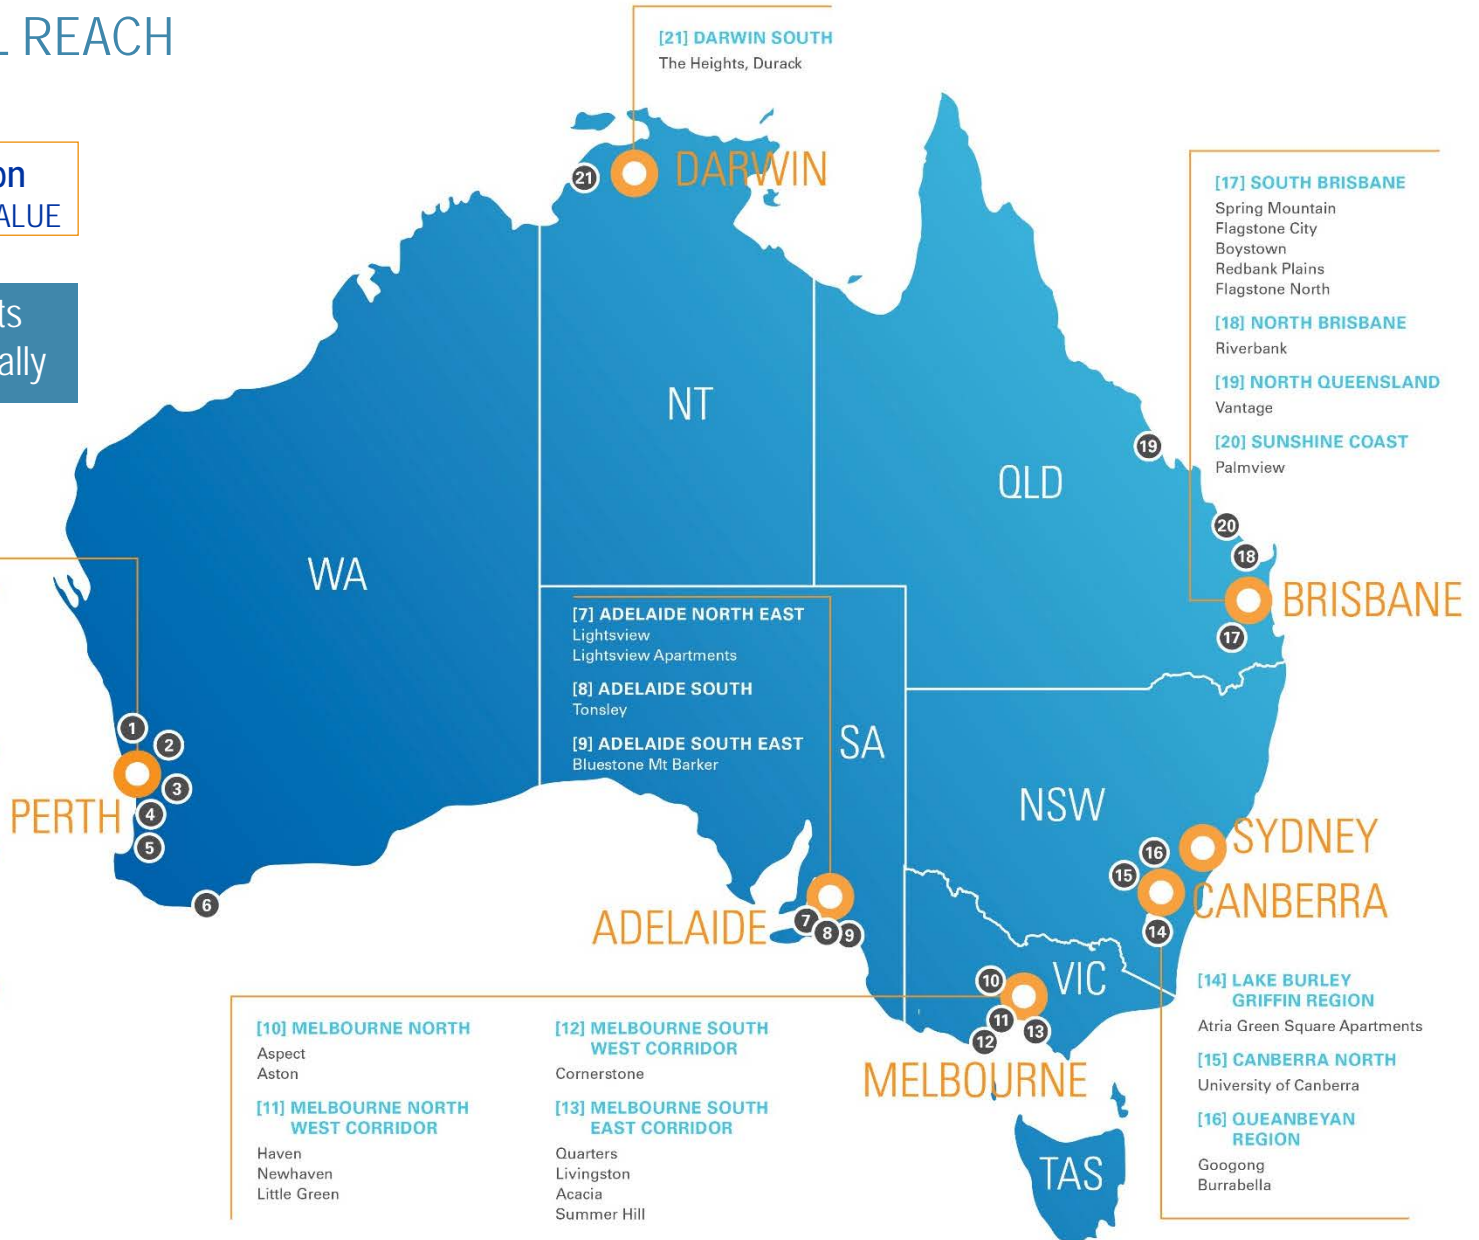 REACH
ALUE
[21] DARWIN SOUTH
The Heights, Durack
21
DARWIN
[17] SOUTH BRISBANE
Spring Mountain
Flagstone City
Boystown
Redbank Plains
Flagstone North
[18] NORTH BRISBANE
Riverbank
[19] NORTH QUEENSLAND
Vantage
[20] SUNSHINE COAST
Palmview
NT
QLD
WA
19
20
18
BRISBANE
17
[7] ADELAIDE NORTH EAST
Lightsview
Lightsview Apartments
[8] ADELAIDE SOUTH
Tonsley
[9] ADELAIDE SOUTH EAST
Bluestone Mt Barker
SA
NSW
1
2
3
PERTH
4
5
6
SYDNEY
16
15
CANBERRA
14
ADELAIDE
7
8
9
VIC
10
11
12
13
MELBOURNE
TAS
[10] MELBOURNE NORTH
Aspect
Aston
[11] MELBOURNE NORTH
WEST CORRIDOR
Haven
Newhaven
Little Green
[12] MELBOURNE SOUTH
WEST CORRIDOR
Cornerstone
[13] MELBOURNE SOUTH
EAST CORRIDOR
Quarters
Livingston
Acacia
Summer Hill
[14] LAKE BURLEY
GRIFFIN REGION
Atria Green Square Apartments
[15] CANBERRA NORTH
University of Canberra
[16] QUEANBEYAN
REGION
Googong
Burrabella